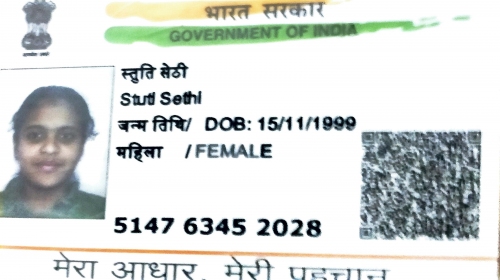 भारत सरकार
GOVERNMENT OF INDIA
स्तुति सेठी
Stuti Sethi
जन्म तिथि/ DOB: 15/11/1999
महिला / FEMALE
5147 6345 2028
मेरा आधार, मेरी पहचान